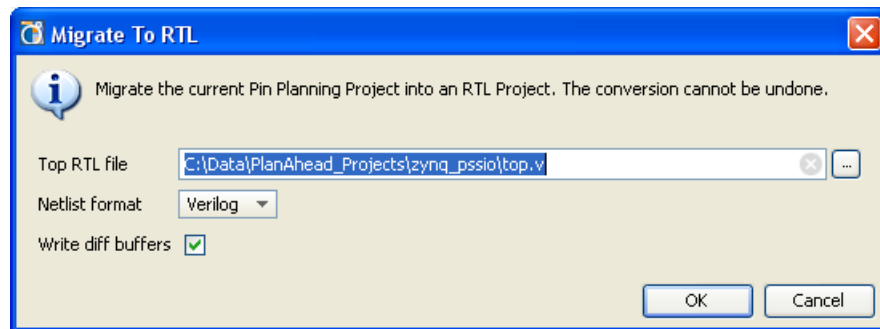 Migrate To RTL
Migrate the current Pin Planning Project into an RTL Project. The conversion cannot be undone.
Top RTL file C:\Data\PlanAhead_Projects\zynq_pssio\top.v ...
Netlist format Verilog
Write diff buffers
OK Cancel